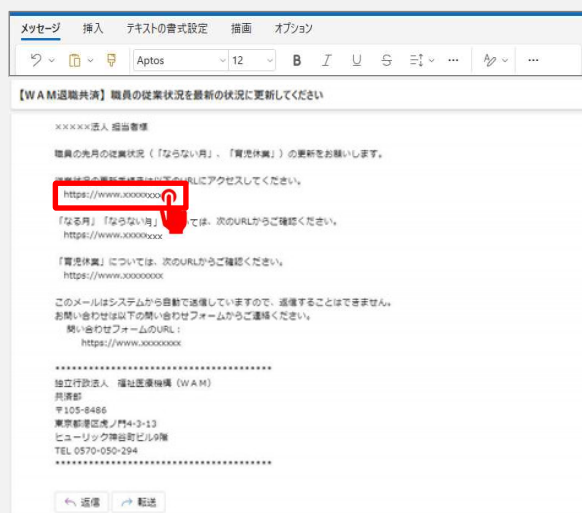 メッセージ 挿入 テキストの書式設定 描画 オプション
Aptos 12 B I U S
【WAM退職共済】職員の従業状況を最新の状況に更新してください
×××××法人 担当者様
職員の先月の従業状況（「ならない月」、「育児休業」）の更新をお願いします。
従業状況の更新手続きは以下のURLにアクセスしてください。
https://www.xxxxxxx
「なる月」「ならない月」については、次のURLからご確認ください。
https://www.xxxxxxxx
「育児休業」については、次のURLからご確認ください。
https://www.xxxxxxxx
このメールはシステムから自動で送信していますので、返信することはできません。
お問い合わせは以下の問い合わせフォームからご連絡ください。
問い合わせフォームのURL：
https://www.xxxxxxxx
****************************************
独立行政法人 福祉医療機構（WAM）
共済部
〒105-8486
東京都港区虎ノ門4-3-13
ヒューリック神谷町ビル9階
TEL 0570-050-294
****************************************
返信 転送